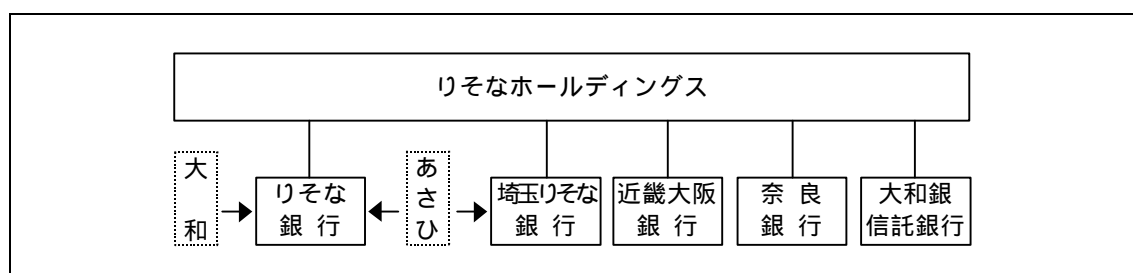 りそなホールディングス
大和
りそな
銀行
あさひ
埼玉りそな
銀行
近畿大阪
銀行
奈良
銀行
大和銀
信託銀行